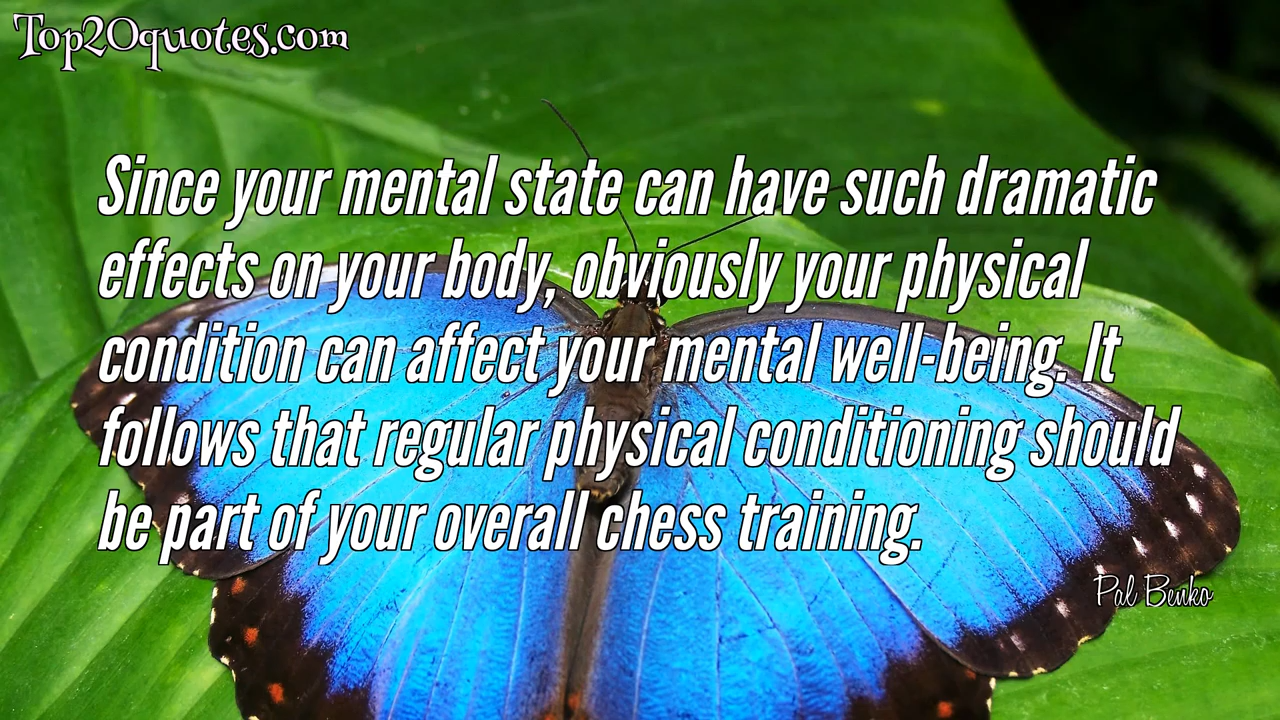 Top20quotes.com
Since your mental state can have such dramatic
effects on your body, obviously your physical
condition can affect your mental well-being. It
follows that regular physical conditioning should
be part of your overall chess training.
Pal Benko